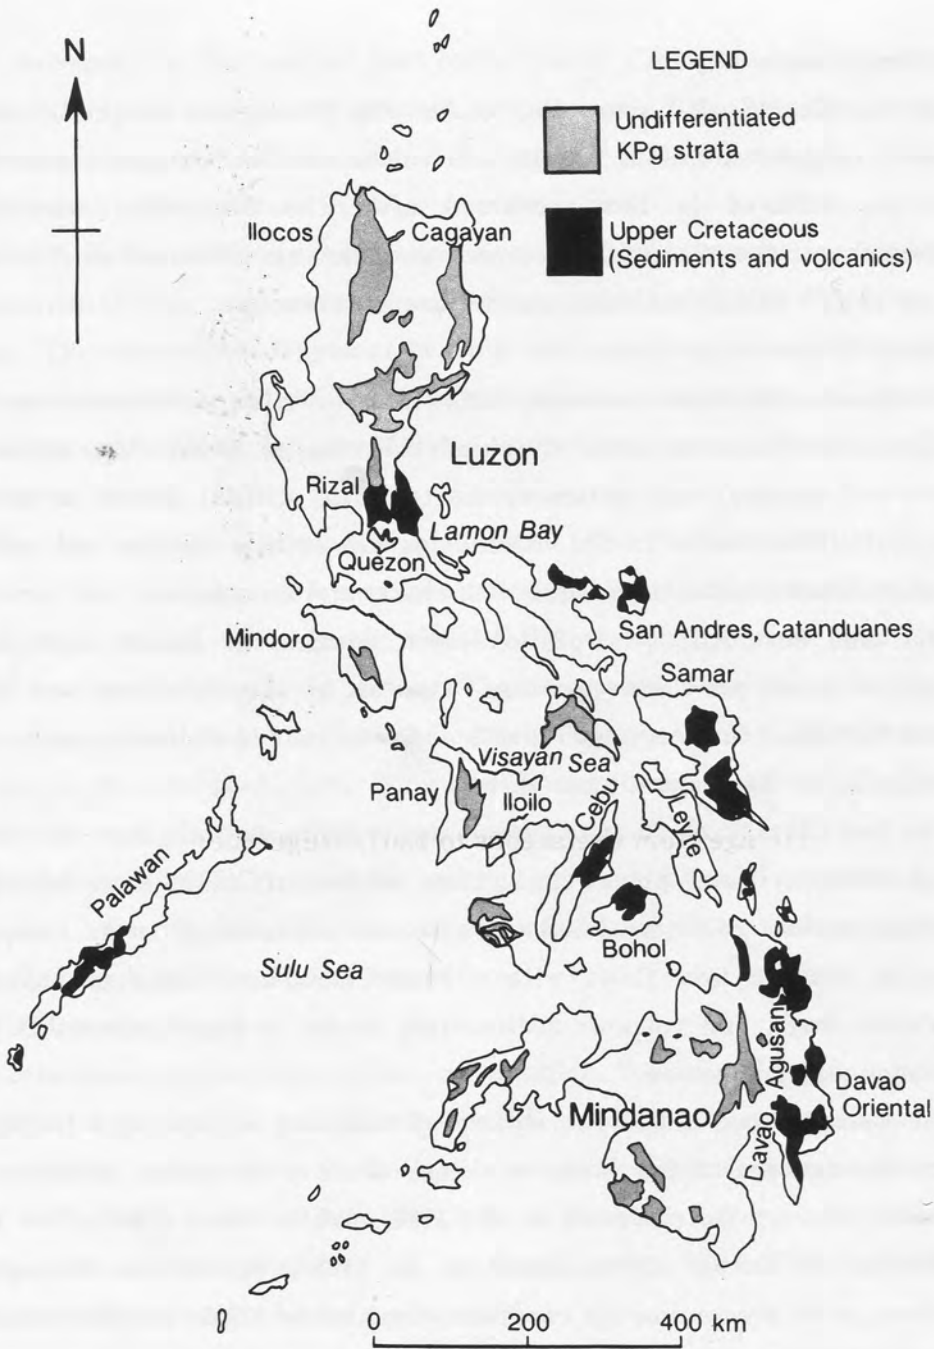 N
LEGEND
Undifferentiated
KPg strata
Upper Cretaceous
(Sediments and volcanics)
Ilocos
Cagayan
Luzon
Rizal
Lamon Bay
Quezon
San Andres, Catanduanes
Mindoro
Samar
Visayan Sea
Panay
Iloilo
Cebu
Leyte
Palawan
Bohol
Sulu Sea
Agusan
Davao
Oriental
Mindanao
Davao
0 200 400 km